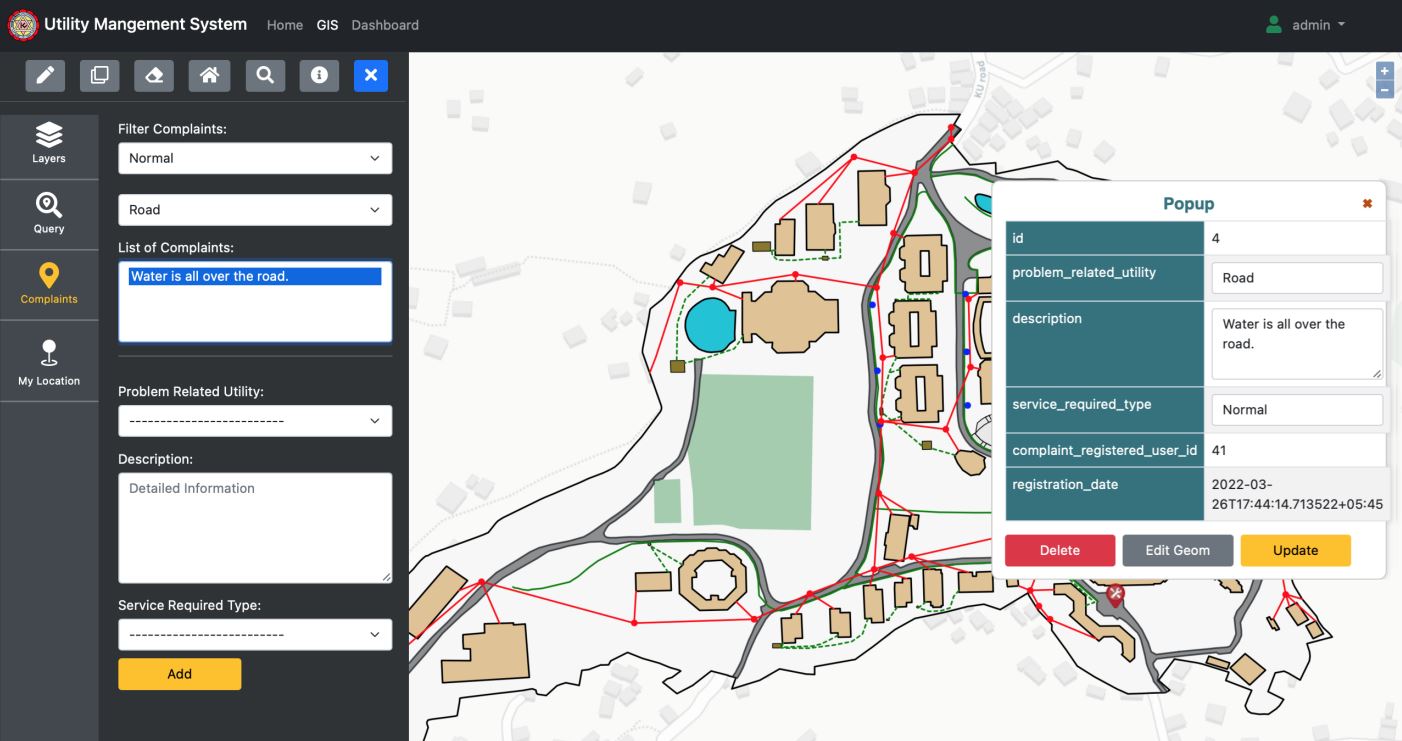 Utility Mangement System
Home
GIS
Dashboard
admin
Layers
Query
Complaints
My Location
Filter Complaints:
Normal
Road
List of Complaints:
Water is all over the road.
Problem Related Utility:
-------------------------
Description:
Detailed Information
Service Required Type:
-------------------------
Add
KU road
+
−
Popup
id
4
problem_related_utility
Road
description
Water is all over the
road.
service_required_type
Normal
complaint_registered_user_id
41
registration_date
2022-03-
26T17:44:14.713522+05:45
Delete
Edit Geom
Update